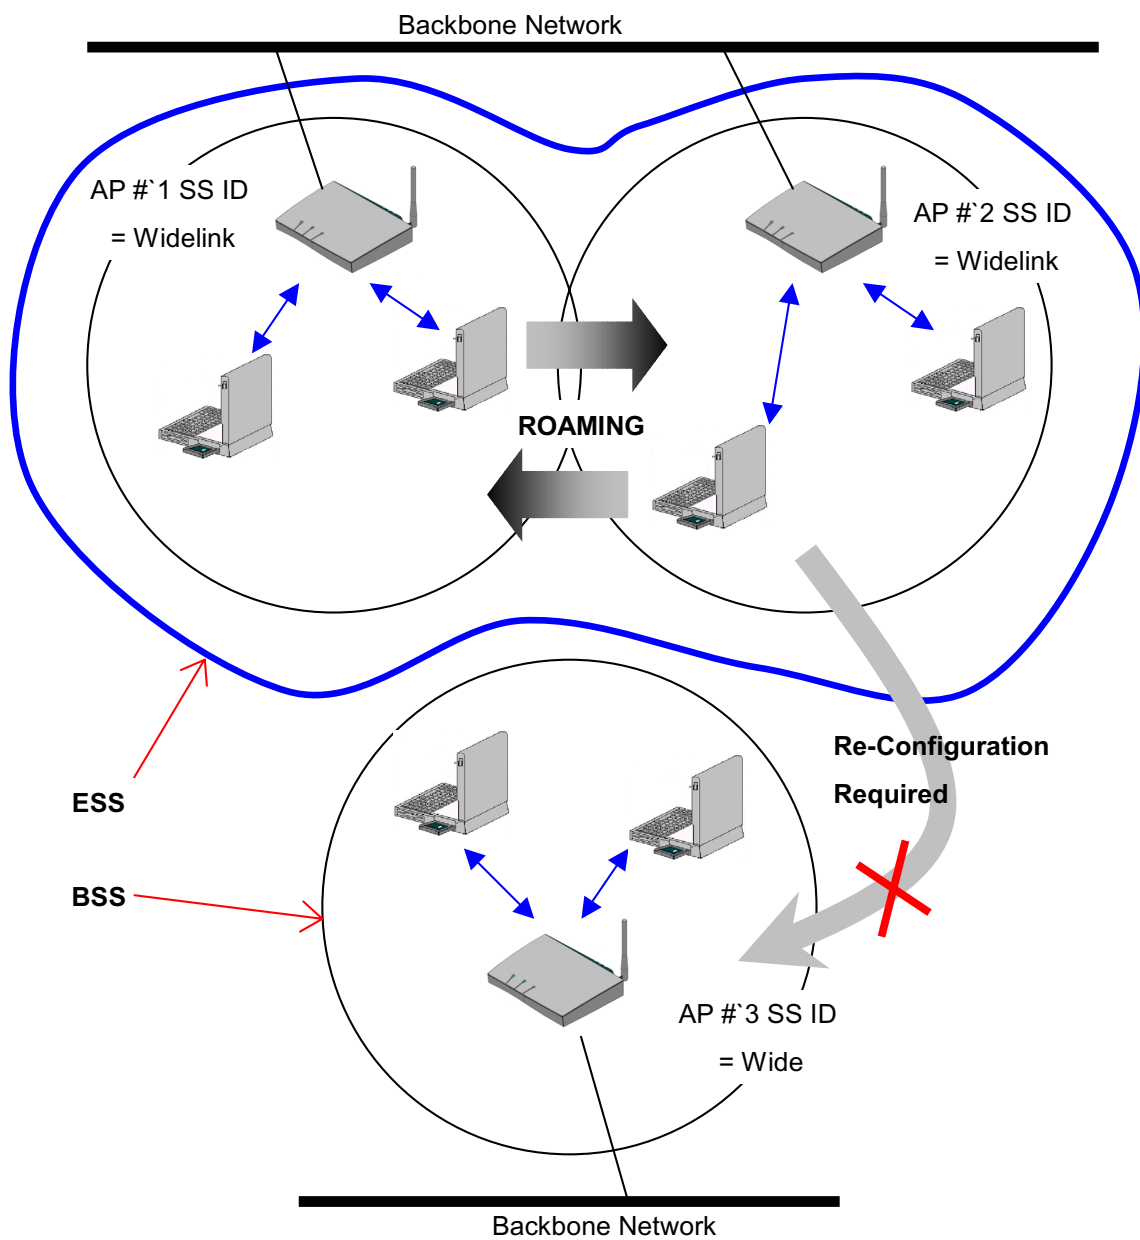 Backbone Network
AP #`1 SS ID
= Widelink
AP #`2 SS ID
= Widelink
ROAMING
Re-Configuration
Required
ESS
BSS
AP #`3 SS ID
= Wide
Backbone Network